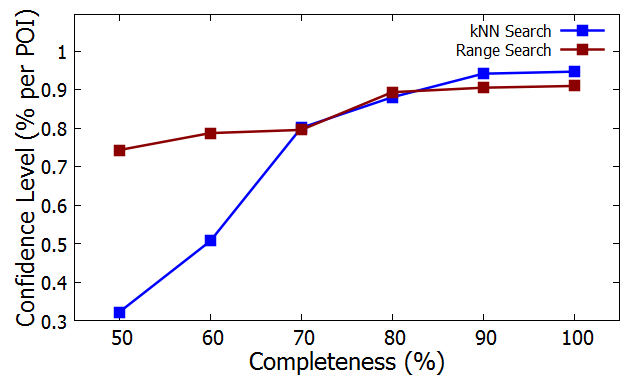 kNN Search
Range Search
Confidence Level (% per POI)
1
0.9
0.8
0.7
0.6
0.5
0.4
0.3
50 60 70 80 90 100
Completeness (%)